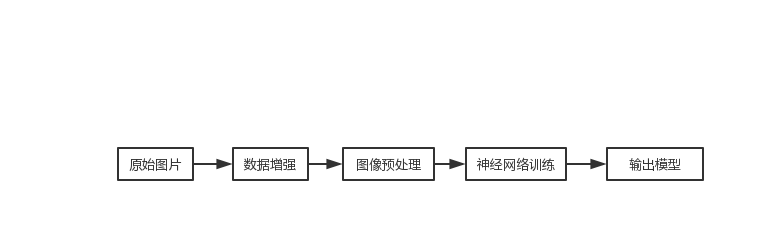 原始图片
数据增强
图像预处理
神经网络训练
输出模型